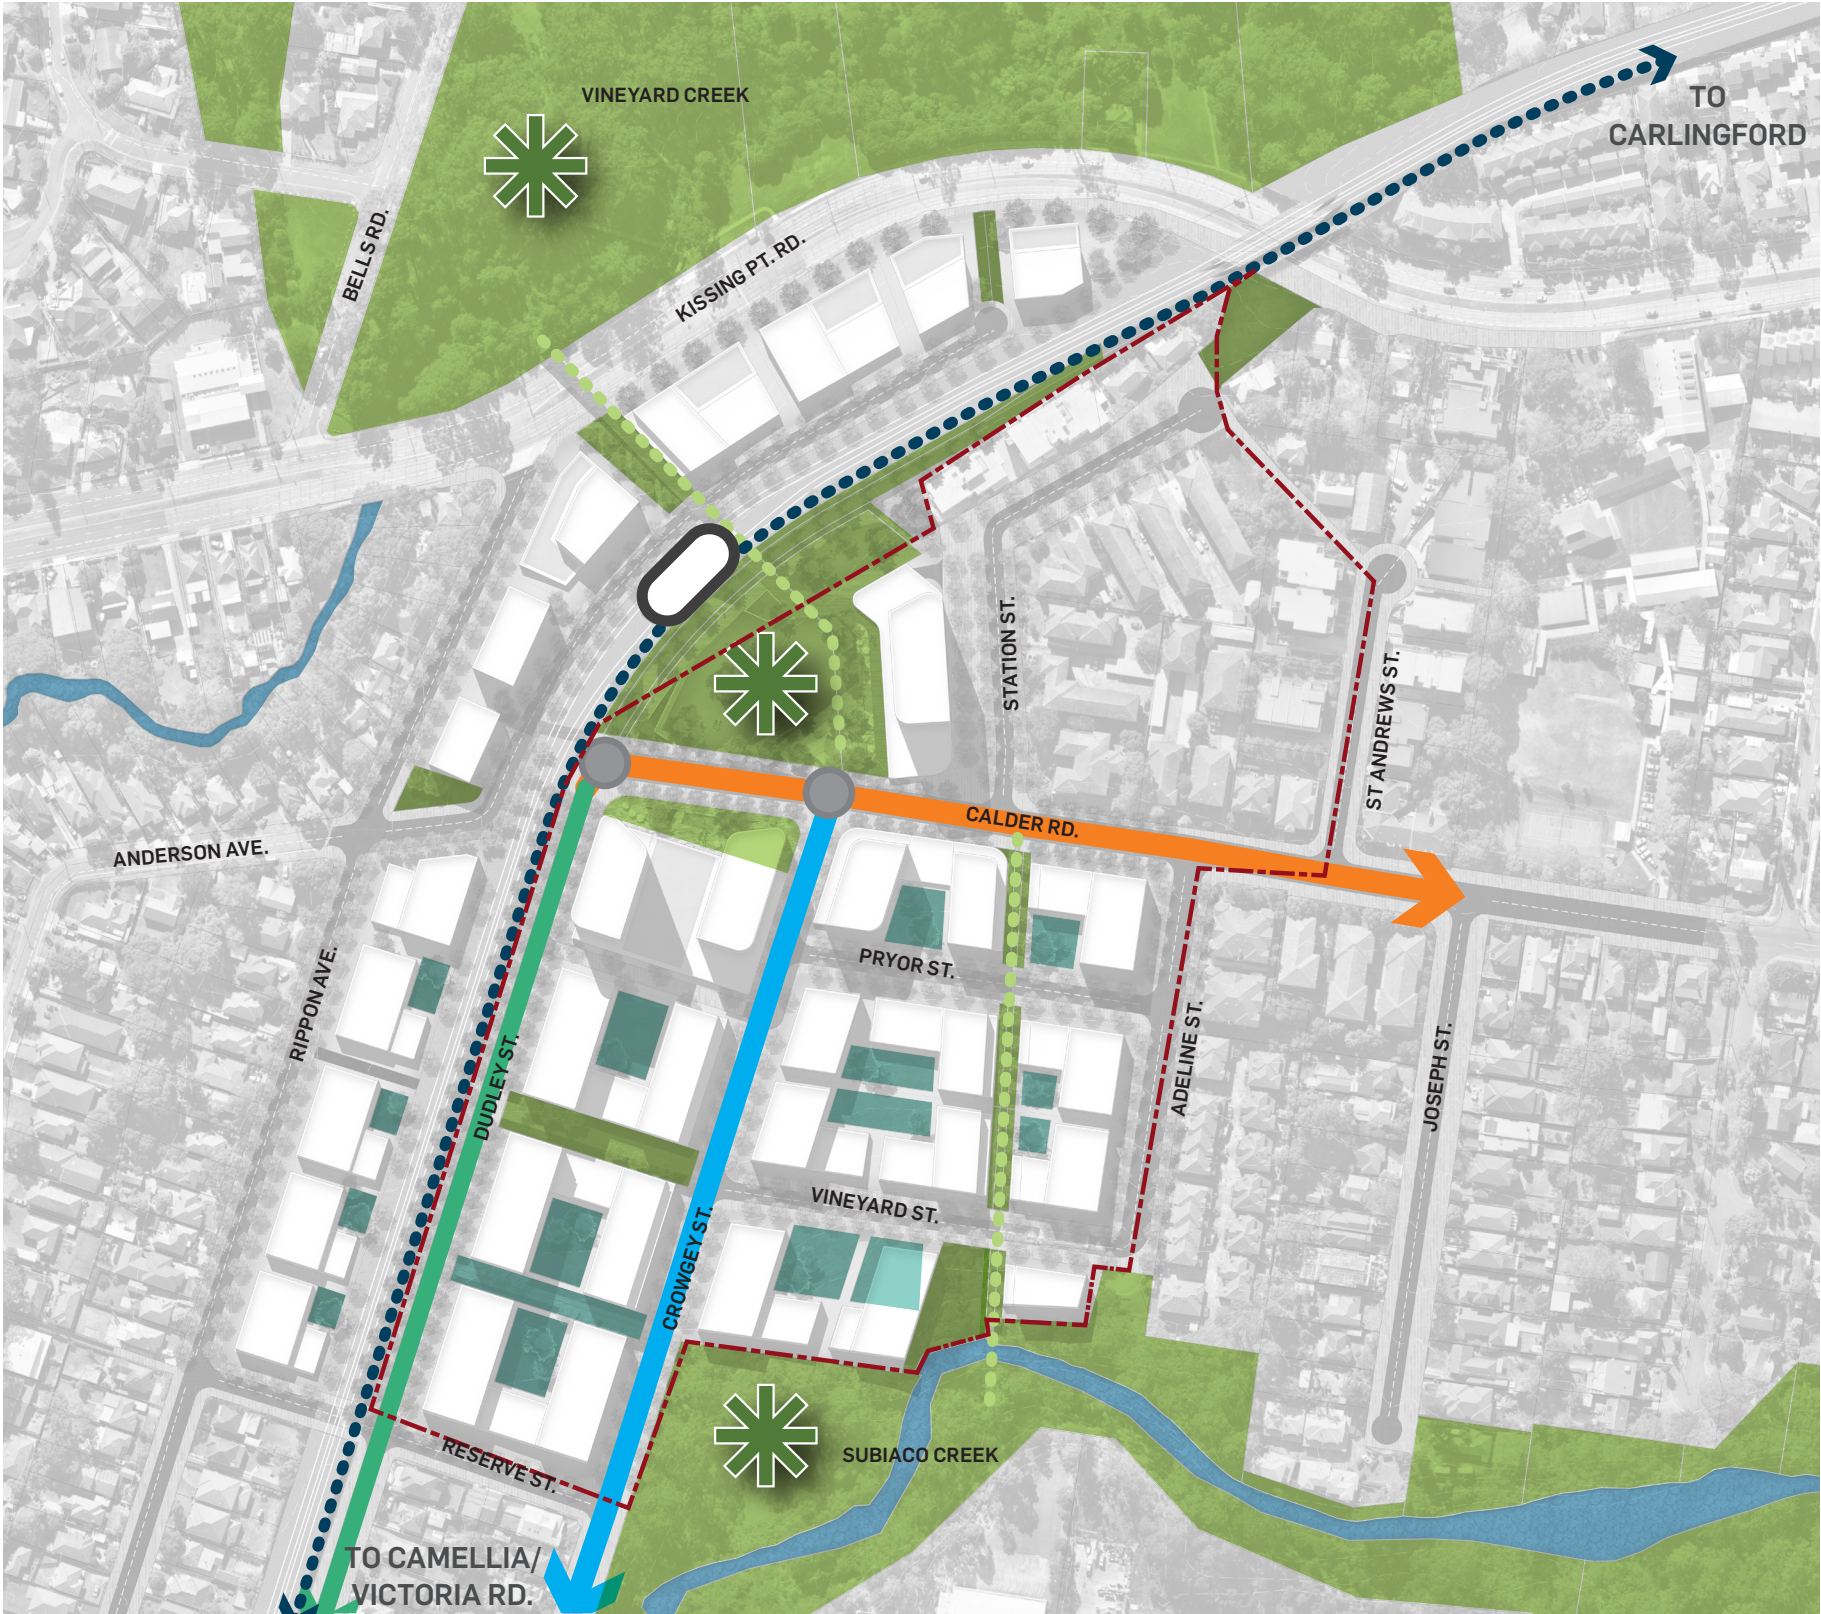 VINEYARD CREEK
TO
CARLINGFORD
BELLS RD.
KISSING PT. RD.
STATION ST.
ST ANDREWS ST.
CALDER RD.
ANDERSON AVE.
PRYOR ST.
RIPPON AVE.
ADELINE ST.
JOSEPH ST.
DUDLEY ST.
VINEYARD ST.
CROWGEY ST.
SUBIACO CREEK
RESERVE ST.
TO CAMELLIA/
VICTORIA RD.